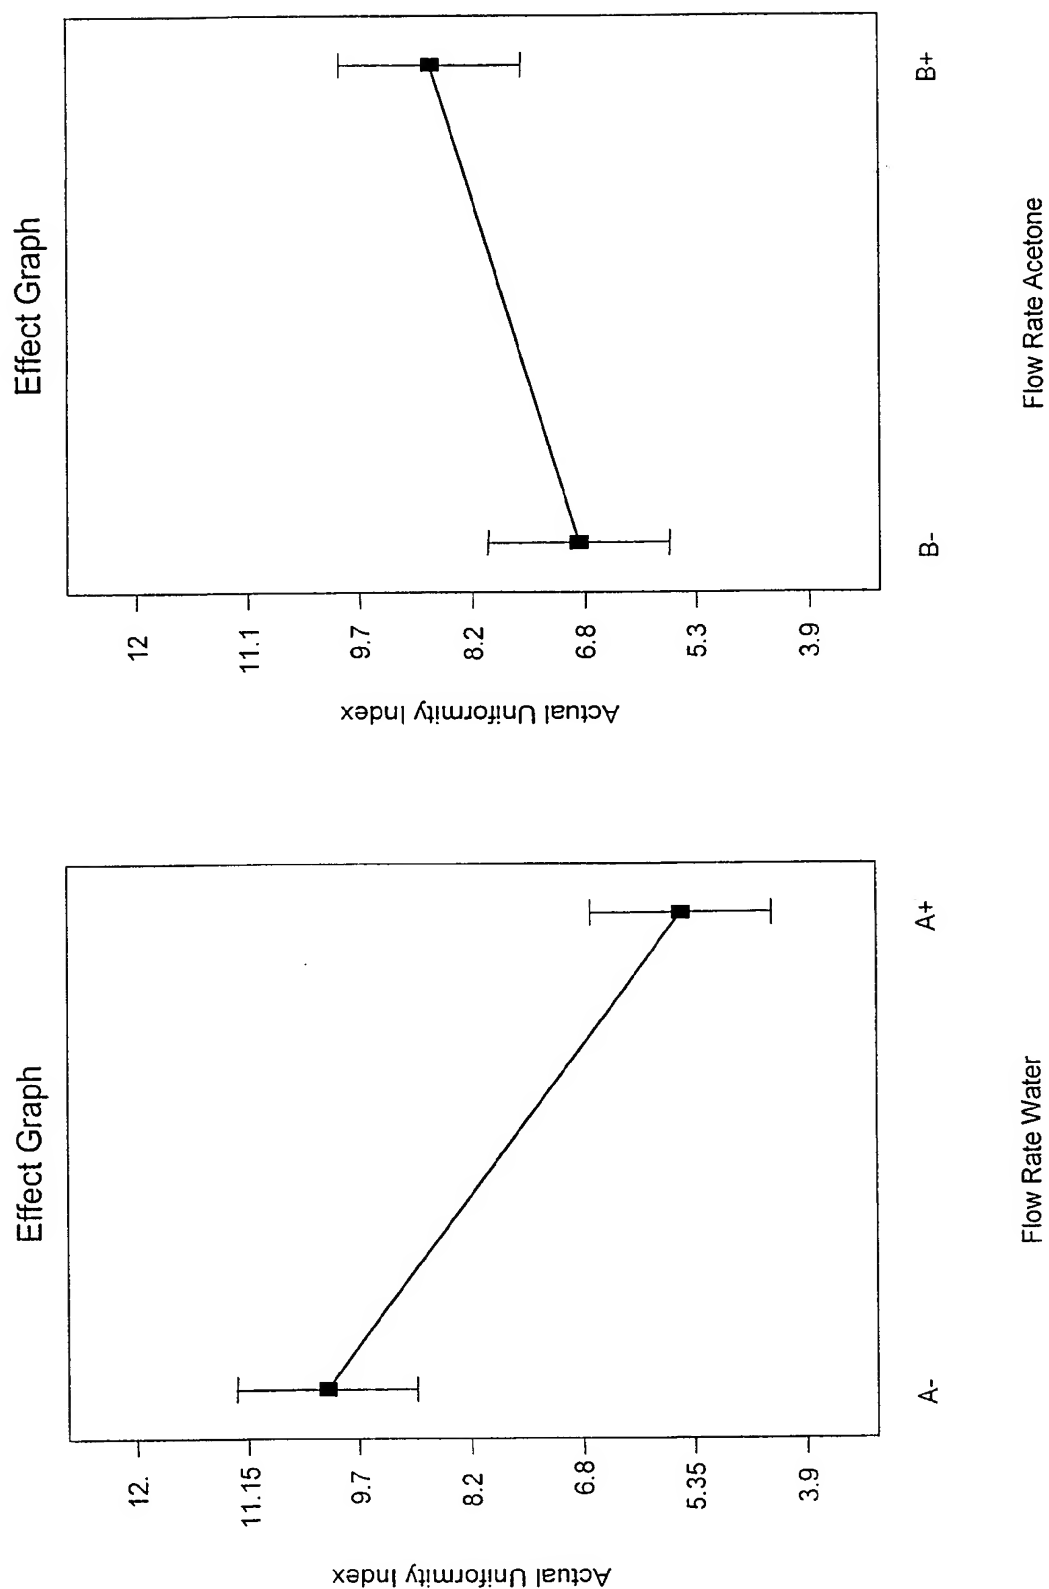 Effect Graph
12.
11.15
9.7
8.2
6.8
5.35
3.9
Actual Uniformity Index
A-
A+
Flow Rate Water
Effect Graph
12
11.1
9.7
8.2
6.8
5.3
3.9
Actual Uniformity Index
B-
B+
Flow Rate Acetone